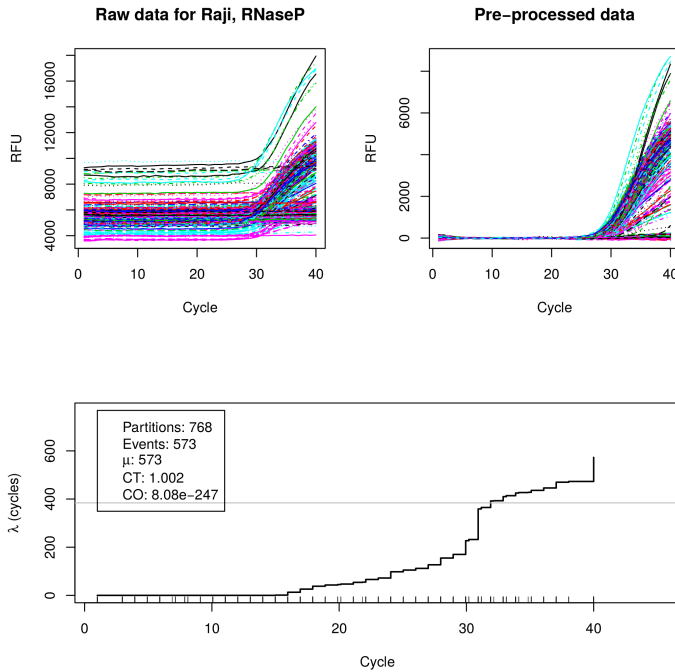 Raw data for Raji, RNaseP
RFU
4000 8000 12000 16000
0 10 20 30 40
Cycle
Pre−processed data
RFU
0 2000 6000
0 10 20 30 40
Cycle
Partitions: 768
Events: 573
μ: 573
CT: 1.002
CO: 8.08e−247
λ (cycles)
0 200 400 600
0 10 20 30 40
Cycle